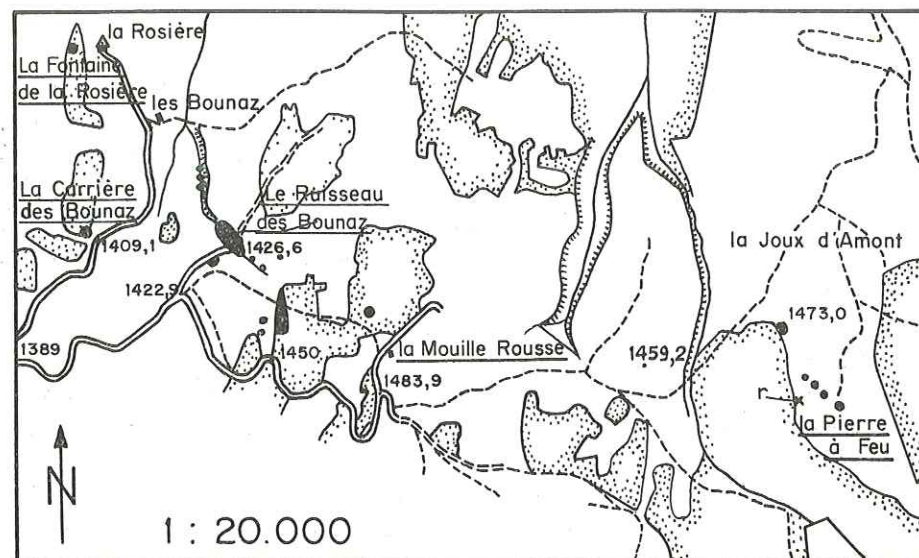 la Rosière
La Fontaine
de la Rosière
les Bounaz
La Carrière
des Bounaz
Le Ruisseau
des Bounaz
1409,1
1426,6
1422,9
la Joux d'Amont
1473,0
1389
1450
la Mouille Rousse
1459,2
1483,9
r
la Pierre
à Feu
N
1 : 20.000